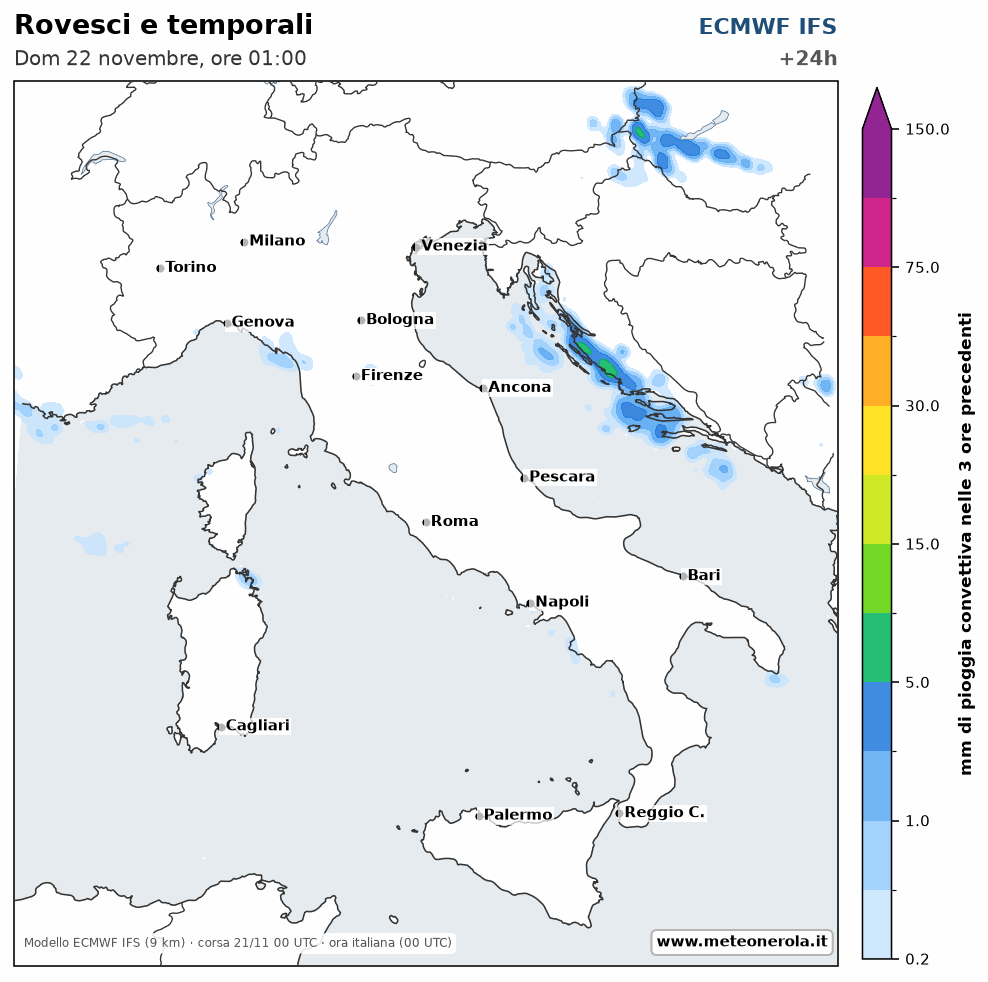 Rovesci e temporali
ECMWF IFS
Dom 22 novembre, ore 01:00
+24h
150.0
75.0
30.0
15.0
5.0
1.0
0.2
mm di pioggia convettiva nelle 3 ore precedenti
Milano
Venezia
Torino
Genova
Bologna
Firenze
Ancona
Pescara
Roma
Bari
Napoli
Cagliari
Palermo
Reggio C.
Modello ECMWF IFS (9 km) · corsa 21/11 00 UTC · ora italiana (00 UTC)
www.meteonerola.it